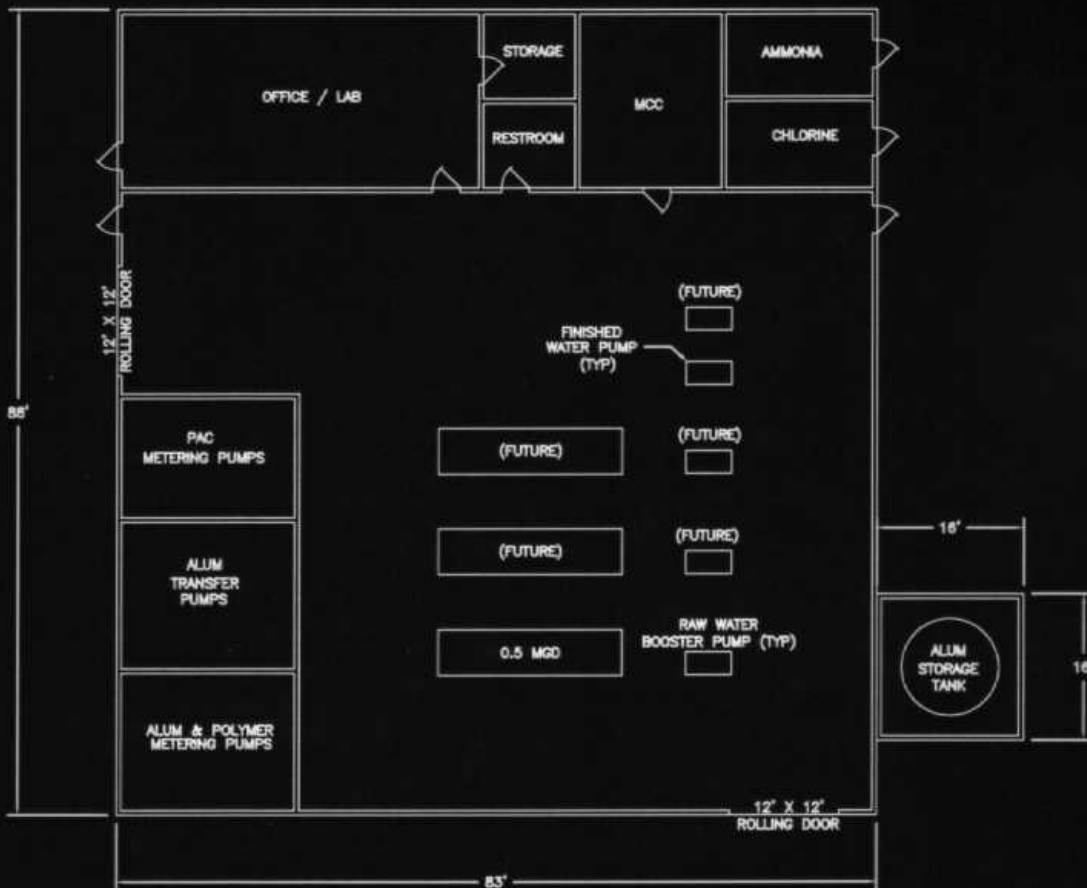 OFFICE / LAB
STORAGE
RESTROOM
MCC
AMMONIA
CHLORINE
12' X 12'
ROLLING DOOR
(FUTURE)
FINISHED
WATER PUMP
(TYP)
88'
PAC
METERING PUMPS
(FUTURE)
(FUTURE)
ALUM
TRANSFER
PUMPS
(FUTURE)
(FUTURE)
16'
ALUM & POLYMER
METERING PUMPS
0.5 MGD
RAW WATER
BOOSTER PUMP (TYP)
ALUM
STORAGE
TANK
16'
12' X 12'
ROLLING DOOR
83'